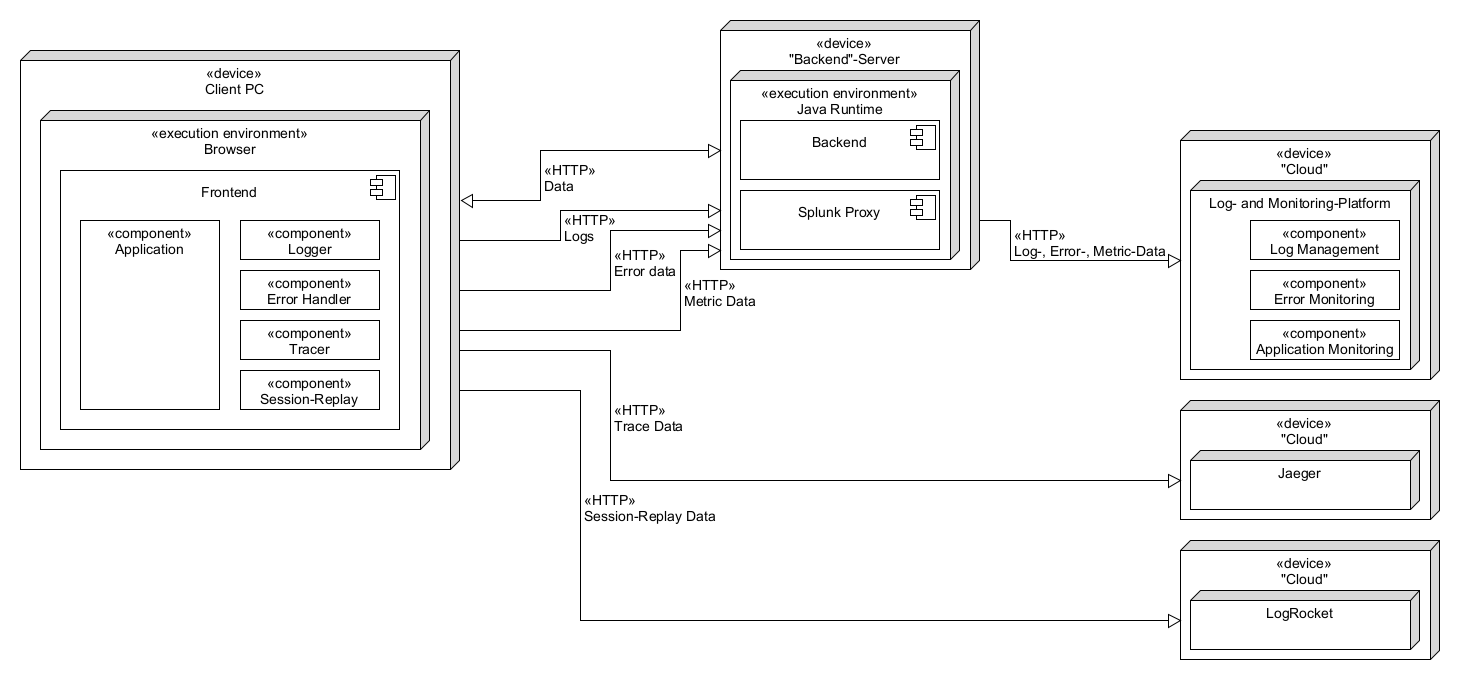 «device»
Client PC
«execution environment»
Browser
Frontend
«component»
Application
«component»
Logger
«component»
Error Handler
«component»
Tracer
«component»
Session-Replay
«HTTP»
Data
«HTTP»
Logs
«HTTP»
Error data
«HTTP»
Metric Data
«HTTP»
Trace Data
«HTTP»
Session-Replay Data
«device»
"Backend"-Server
«execution environment»
Java Runtime
Backend
Splunk Proxy
«HTTP»
Log-, Error-, Metric-Data
«device»
"Cloud"
Log- and Monitoring-Platform
«component»
Log Management
«component»
Error Monitoring
«component»
Application Monitoring
«device»
"Cloud"
Jaeger
«device»
"Cloud"
LogRocket